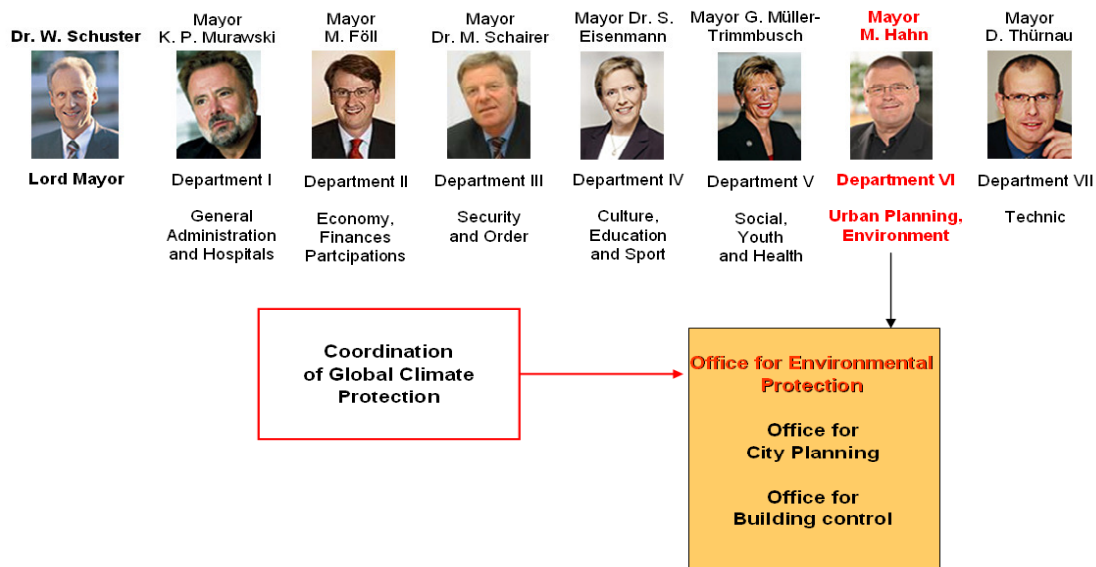 Dr. W. Schuster
Lord Mayor
Mayor
K. P. Murawski
Department I
General
Administration
and Hospitals
Mayor
M. Föll
Department II
Economy,
Finances
Partcipations
Mayor
Dr. M. Schairer
Department III
Security
and Order
Mayor Dr. S.
Eisenmann
Department IV
Culture,
Education
and Sport
Mayor G. Müller-
Trimmbusch
Department V
Social,
Youth
and Health
Mayor
M. Hahn
Department VI
Urban Planning,
Environment
Mayor
D. Thürnau
Department VII
Technic
Coordination
of Global Climate
Protection
Office for Environmental
Protection
Office for
City Planning
Office for
Building control